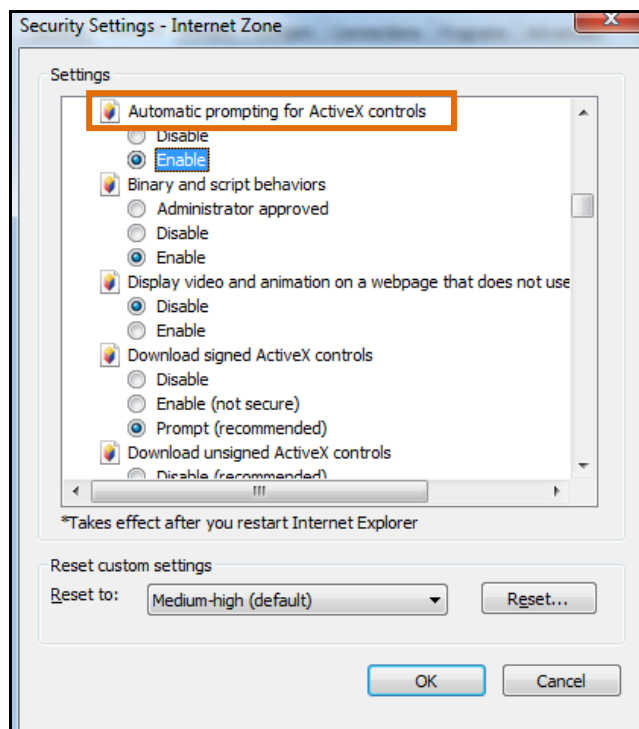 Security Settings - Internet Zone
X
Settings
Automatic prompting for ActiveX controls
Disable
Enable
Binary and script behaviors
Administrator approved
Disable
Enable
Display video and animation on a webpage that does not use
Disable
Enable
Download signed ActiveX controls
Disable
Enable (not secure)
Prompt (recommended)
Download unsigned ActiveX controls
Disable (recommended)
*Takes effect after you restart Internet Explorer
Reset custom settings
Reset to: Medium-high (default) Reset...
OK Cancel